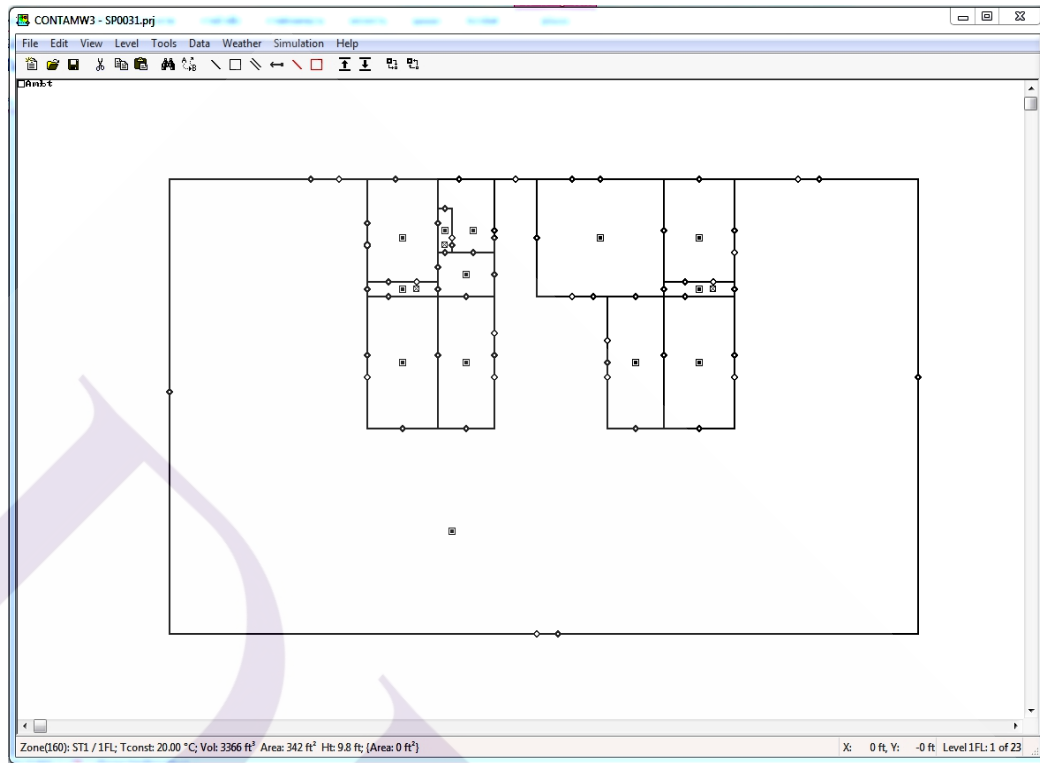 CONTAMW3 - SP0031.prj
File Edit View Level Tools Data Weather Simulation Help
Ambt
Zone(160): ST1 / 1FL; Tconst: 20.00 °C; Vol: 3366 ft³ Area: 342 ft² Ht: 9.8 ft; {Area: 0 ft²} X: 0 ft, Y: -0 ft Level 1FL: 1 of 23